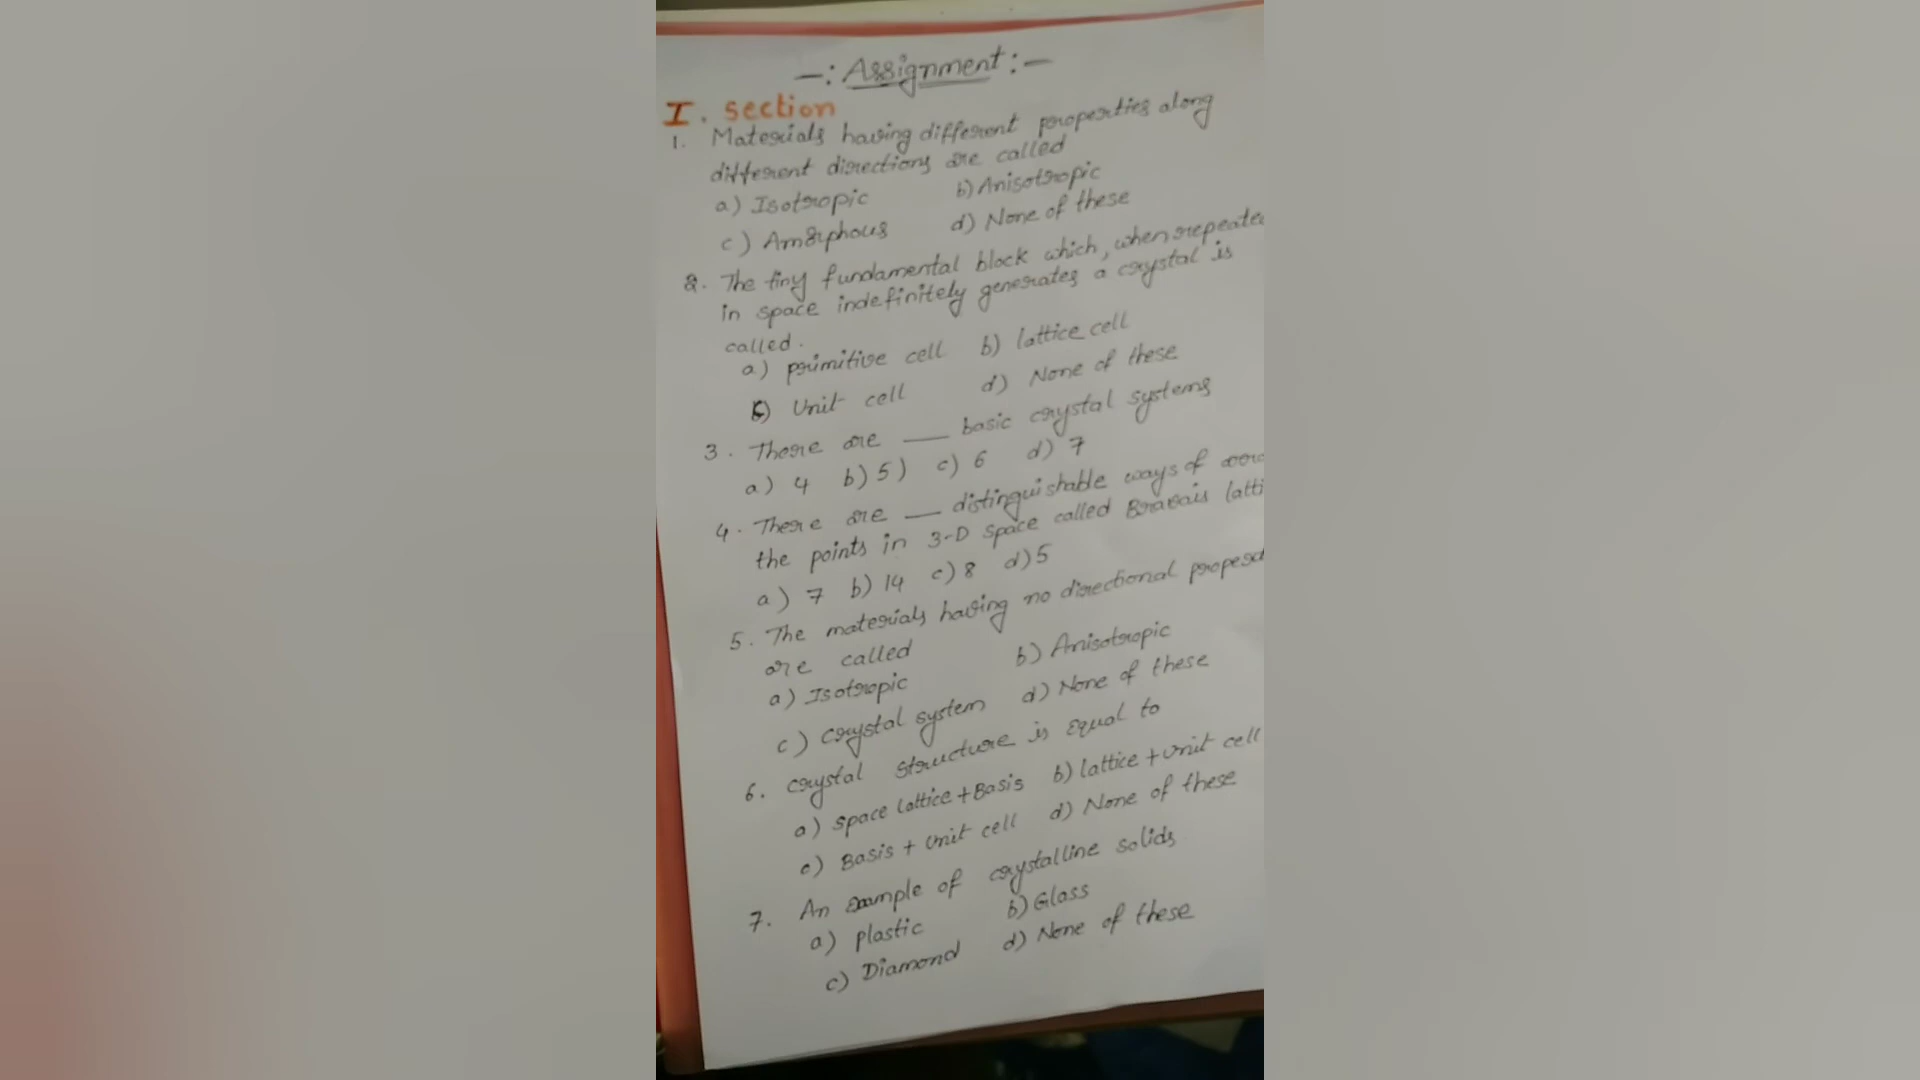 -: Assignment :-
I. section
1. Materials having different properties along
different directions are called
a) Isotropic b) Anisotropic
c) Amorphous d) None of these
2. The tiny fundamental block which, when repeated
in space indefinitely generates a crystal is
called.
a) primitive cell b) lattice cell
c) Unit cell d) None of these
3. There are ___ basic crystal systems
a) 4 b) 5) c) 6 d) 7
4. There are ___ distinguishable ways of
the points in 3-D space called Bravais latti
a) 7 b) 14 c) 8 d) 5
5. The materials having no directional proper
are called
a) Isotropic b) Anisotropic
c) crystal system d) None of these
6. crystal structure is equal to
a) space lattice + Basis b) lattice + unit cell
c) Basis + unit cell d) None of these
7. An example of crystalline solids
a) plastic b) Glass
c) Diamond d) None of these